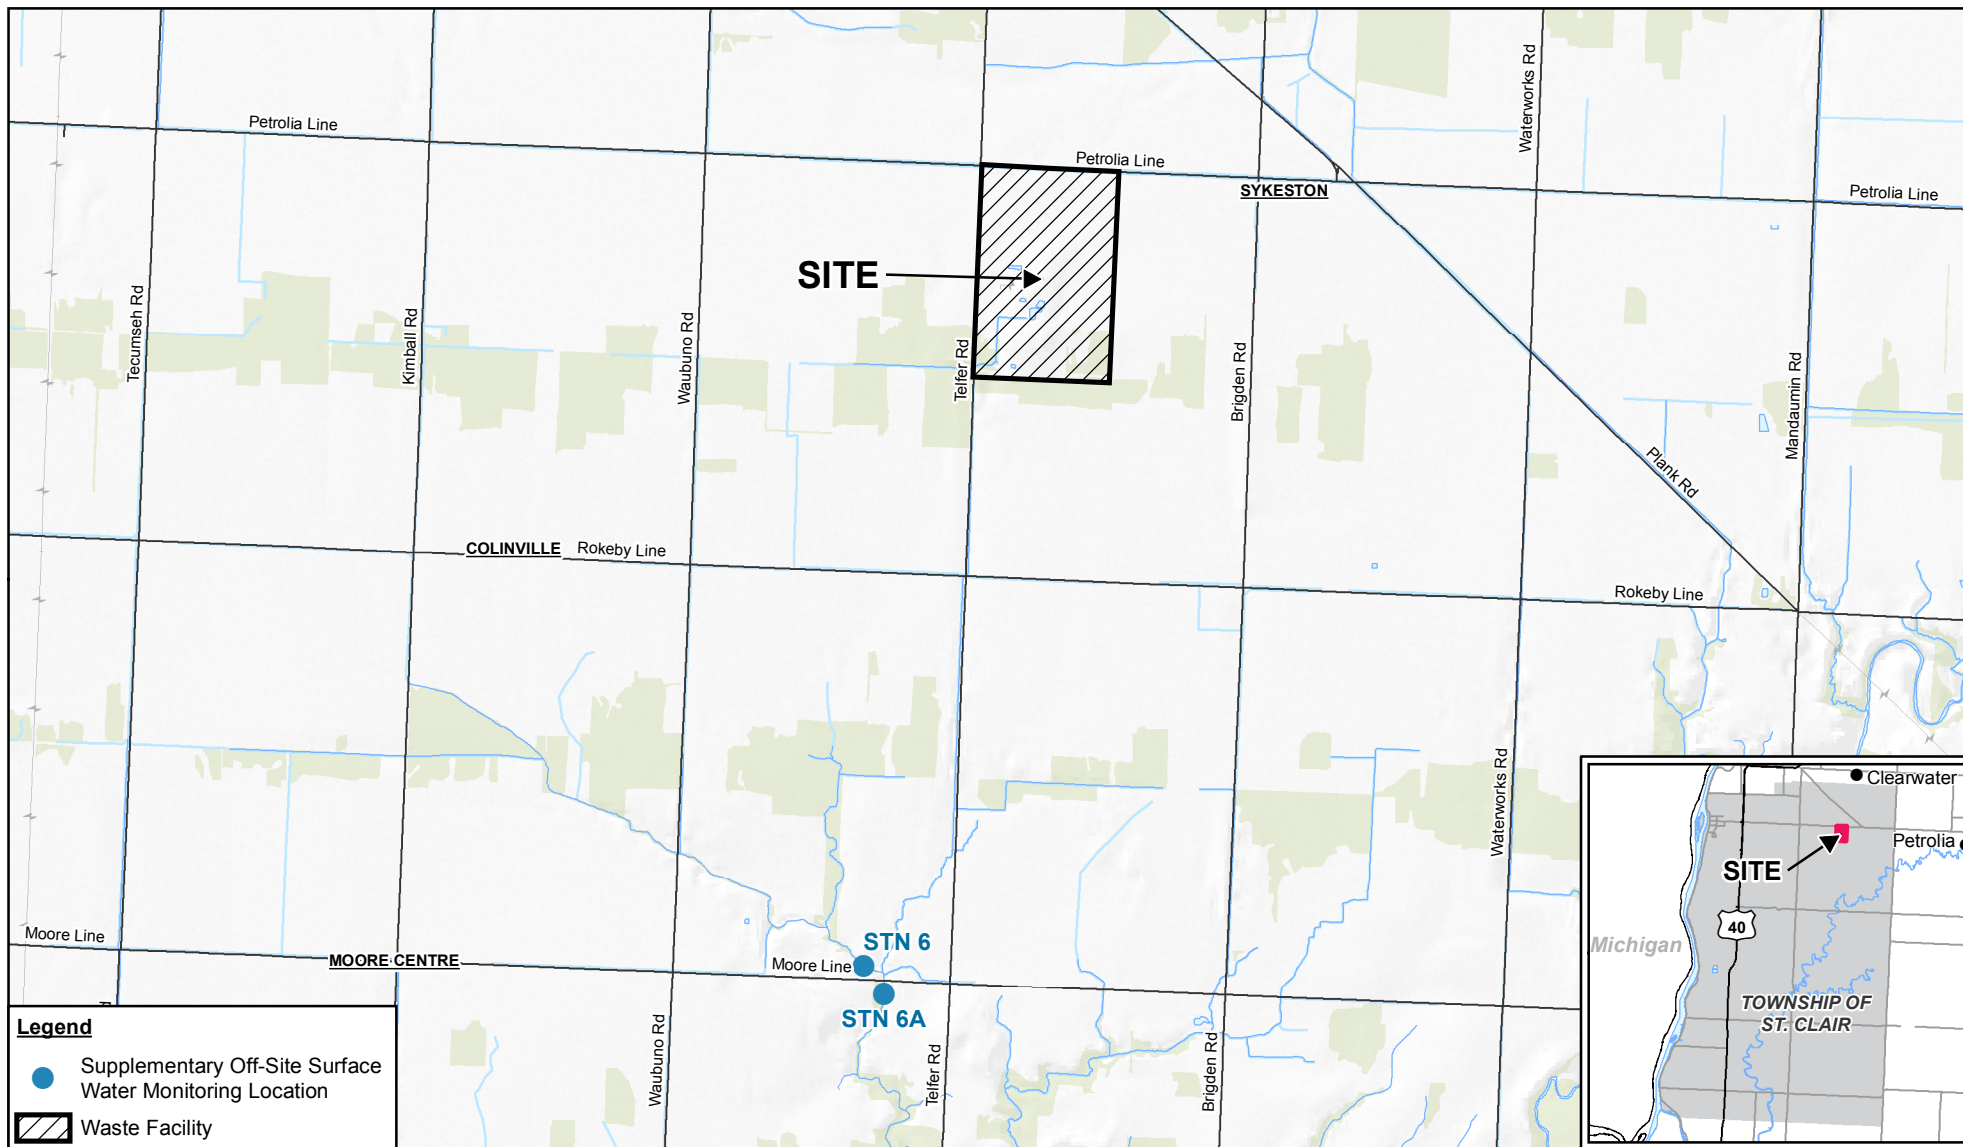 Waterworks Rd
Petrolia Line
Petrolia Line
SYKESTON
Petrolia Line
SITE
Tecumseh Rd
Kimball Rd
Waubuno Rd
Telfer Rd
Brigden Rd
Mandaumin Rd
Plank Rd
COLINVILLE
Rokeby Line
Rokeby Line
Waterworks Rd
Moore Line
MOORE CENTRE
STN 6
Moore Line
STN 6A
Waubuno Rd
Telfer Rd
Brigden Rd
Legend
Supplementary Off-Site Surface
Water Monitoring Location
Waste Facility
Clearwater
Petrolia
SITE
40
Michigan
TOWNSHIP OF
ST. CLAIR